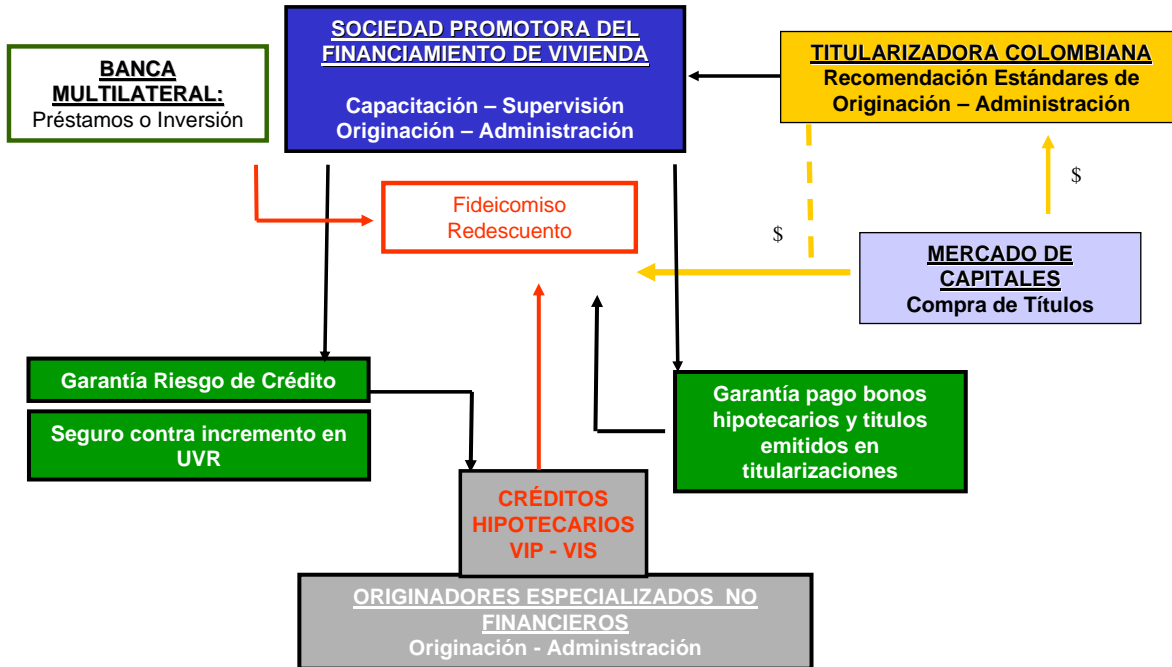 SOCIEDAD PROMOTORA DEL
FINANCIAMIENTO DE VIVIENDA
Capacitación – Supervisión
Originación – Administración
BANCA
MULTILATERAL:
Préstamos o Inversión
TITULARIZADORA COLOMBIANA
Recomendación Estándares de
Originación – Administración
Fideicomiso
Redescuento
$
$
MERCADO DE
CAPITALES
Compra de Títulos
Garantía Riesgo de Crédito
Seguro contra incremento en
UVR
Garantía pago bonos
hipotecarios y titulos
emitidos en
titularizaciones
CRÉDITOS
HIPOTECARIOS
VIP - VIS
ORIGINADORES ESPECIALIZADOS NO
FINANCIEROS
Originación - Administración